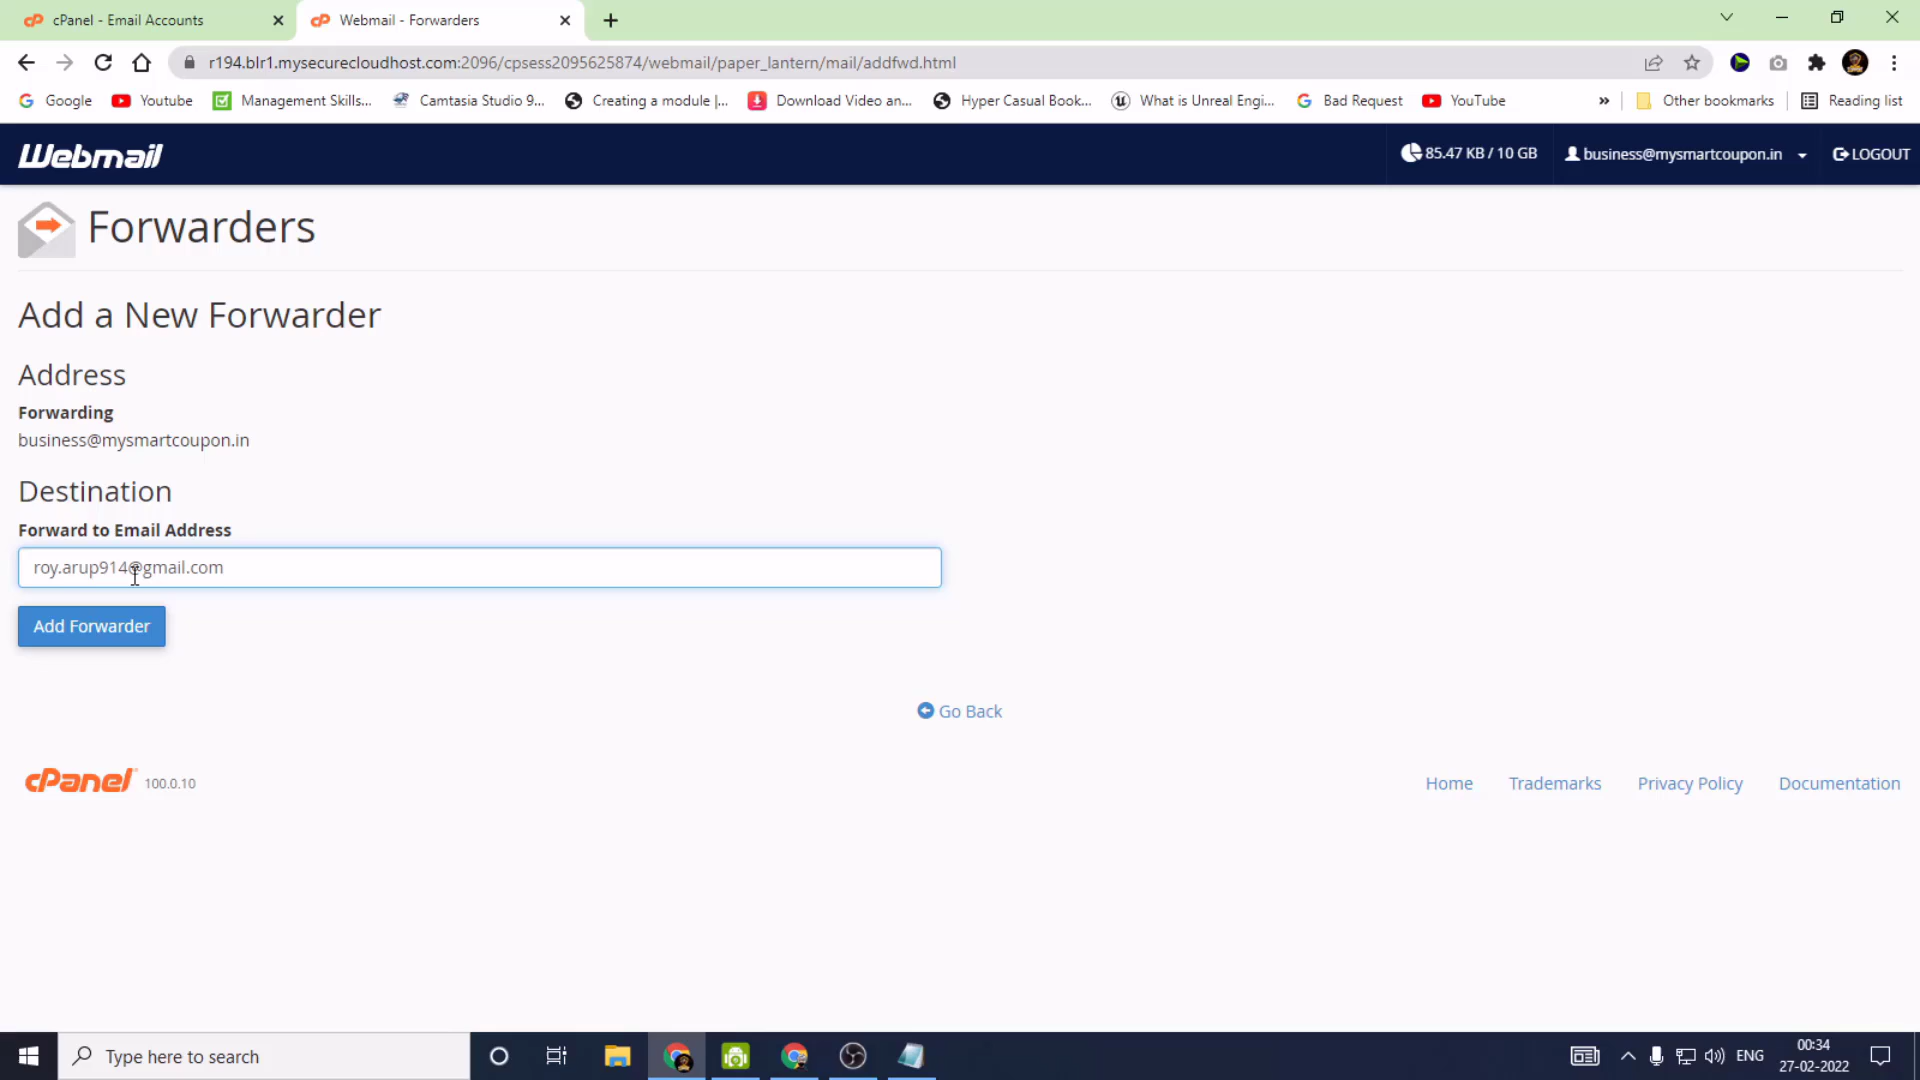 cPanel - Email Accounts
Webmail - Forwarders
r194.blr1.mysecurecloudhost.com:2096/cpsess2095625874/webmail/paper_lantern/mail/addfwd.html
Google
Youtube
Management Skills...
Camtasia Studio 9...
Creating a module |...
Download Video an...
Hyper Casual Book...
What is Unreal Engi...
Bad Request
YouTube
»
Other bookmarks
Reading list
Webmail
85.47 KB / 10 GB
business@mysmartcoupon.in
LOGOUT
Forwarders
Add a New Forwarder
Address
Forwarding
business@mysmartcoupon.in
Destination
Forward to Email Address
roy.arup914@gmail.com
Add Forwarder
Go Back
cPanel 100.0.10
Home
Trademarks
Privacy Policy
Documentation
Type here to search
ENG
00:34
27-02-2022